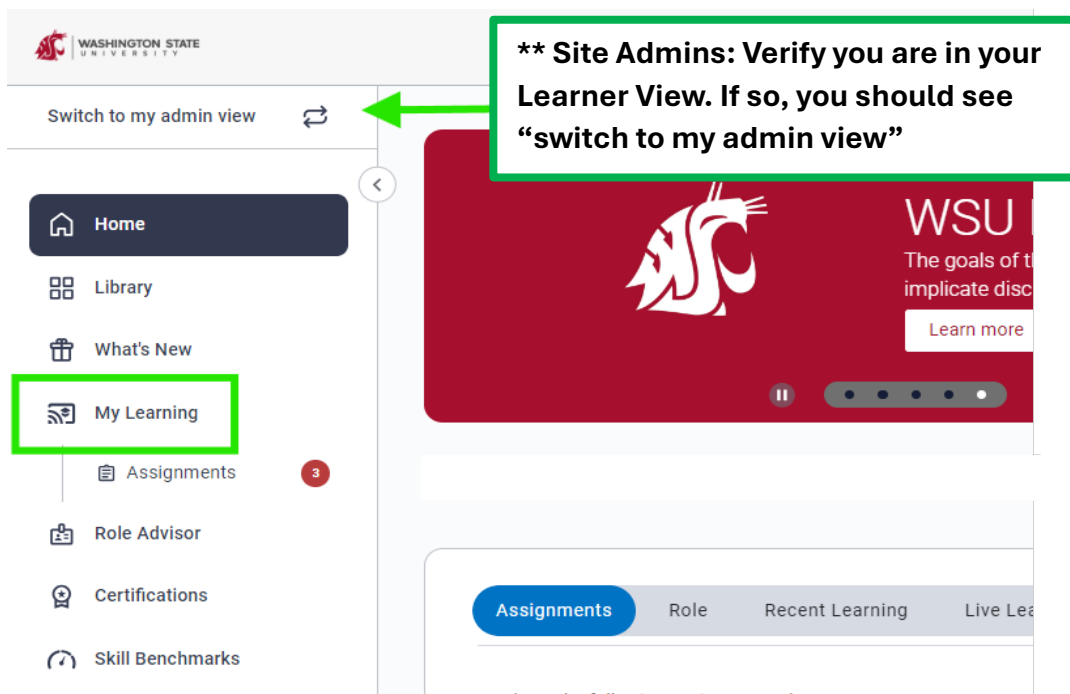 WASHINGTON STATE
UNIVERSITY
** Site Admins: Verify you are in your
Learner View. If so, you should see
“switch to my admin view”
Switch to my admin view
Home
Library
What's New
My Learning
Assignments
3
Role Advisor
Certifications
Skill Benchmarks
WSU
The goals of
implicate disc
Learn more
Assignments Role Recent Learning Live Lea